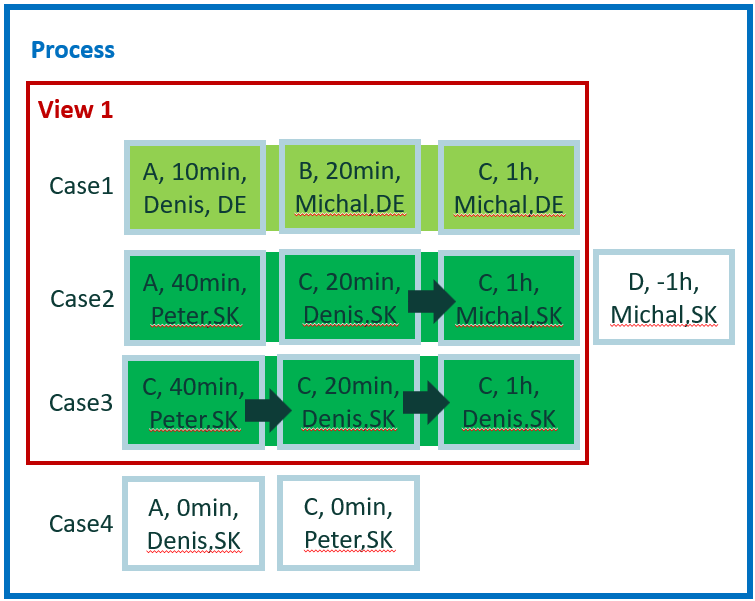 Process
View 1
Case1
A, 10min,
Denis, DE
B, 20min,
Michal,DE
C, 1h,
Michal,DE
Case2
A, 40min,
Peter,SK
C, 20min,
Denis,SK
C, 1h,
Michal,SK
D, -1h,
Michal,SK
Case3
C, 40min,
Peter,SK
C, 20min,
Denis,SK
C, 1h,
Denis,SK
Case4
A, 0min,
Denis,SK
C, 0min,
Peter,SK